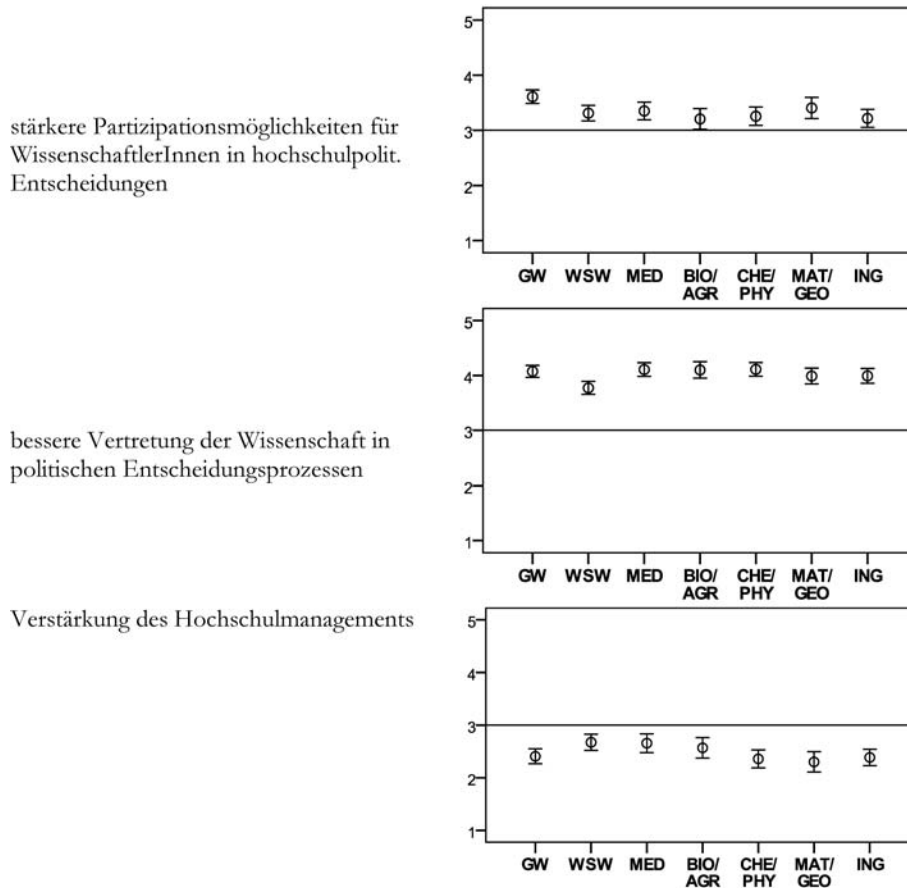 stärkere Partizipationsmöglichkeiten für
WissenschaftlerInnen in hochschulpolit.
Entscheidungen
5
4
3
2
1
GW WSW MED BIO/ CHE/ MAT/ ING
AGR PHY GEO
bessere Vertretung der Wissenschaft in
politischen Entscheidungsprozessen
5
4
3
2
1
GW WSW MED BIO/ CHE/ MAT/ ING
AGR PHY GEO
Verstärkung des Hochschulmanagements
5
4
3
2
1
GW WSW MED BIO/ CHE/ MAT/ ING
AGR PHY GEO